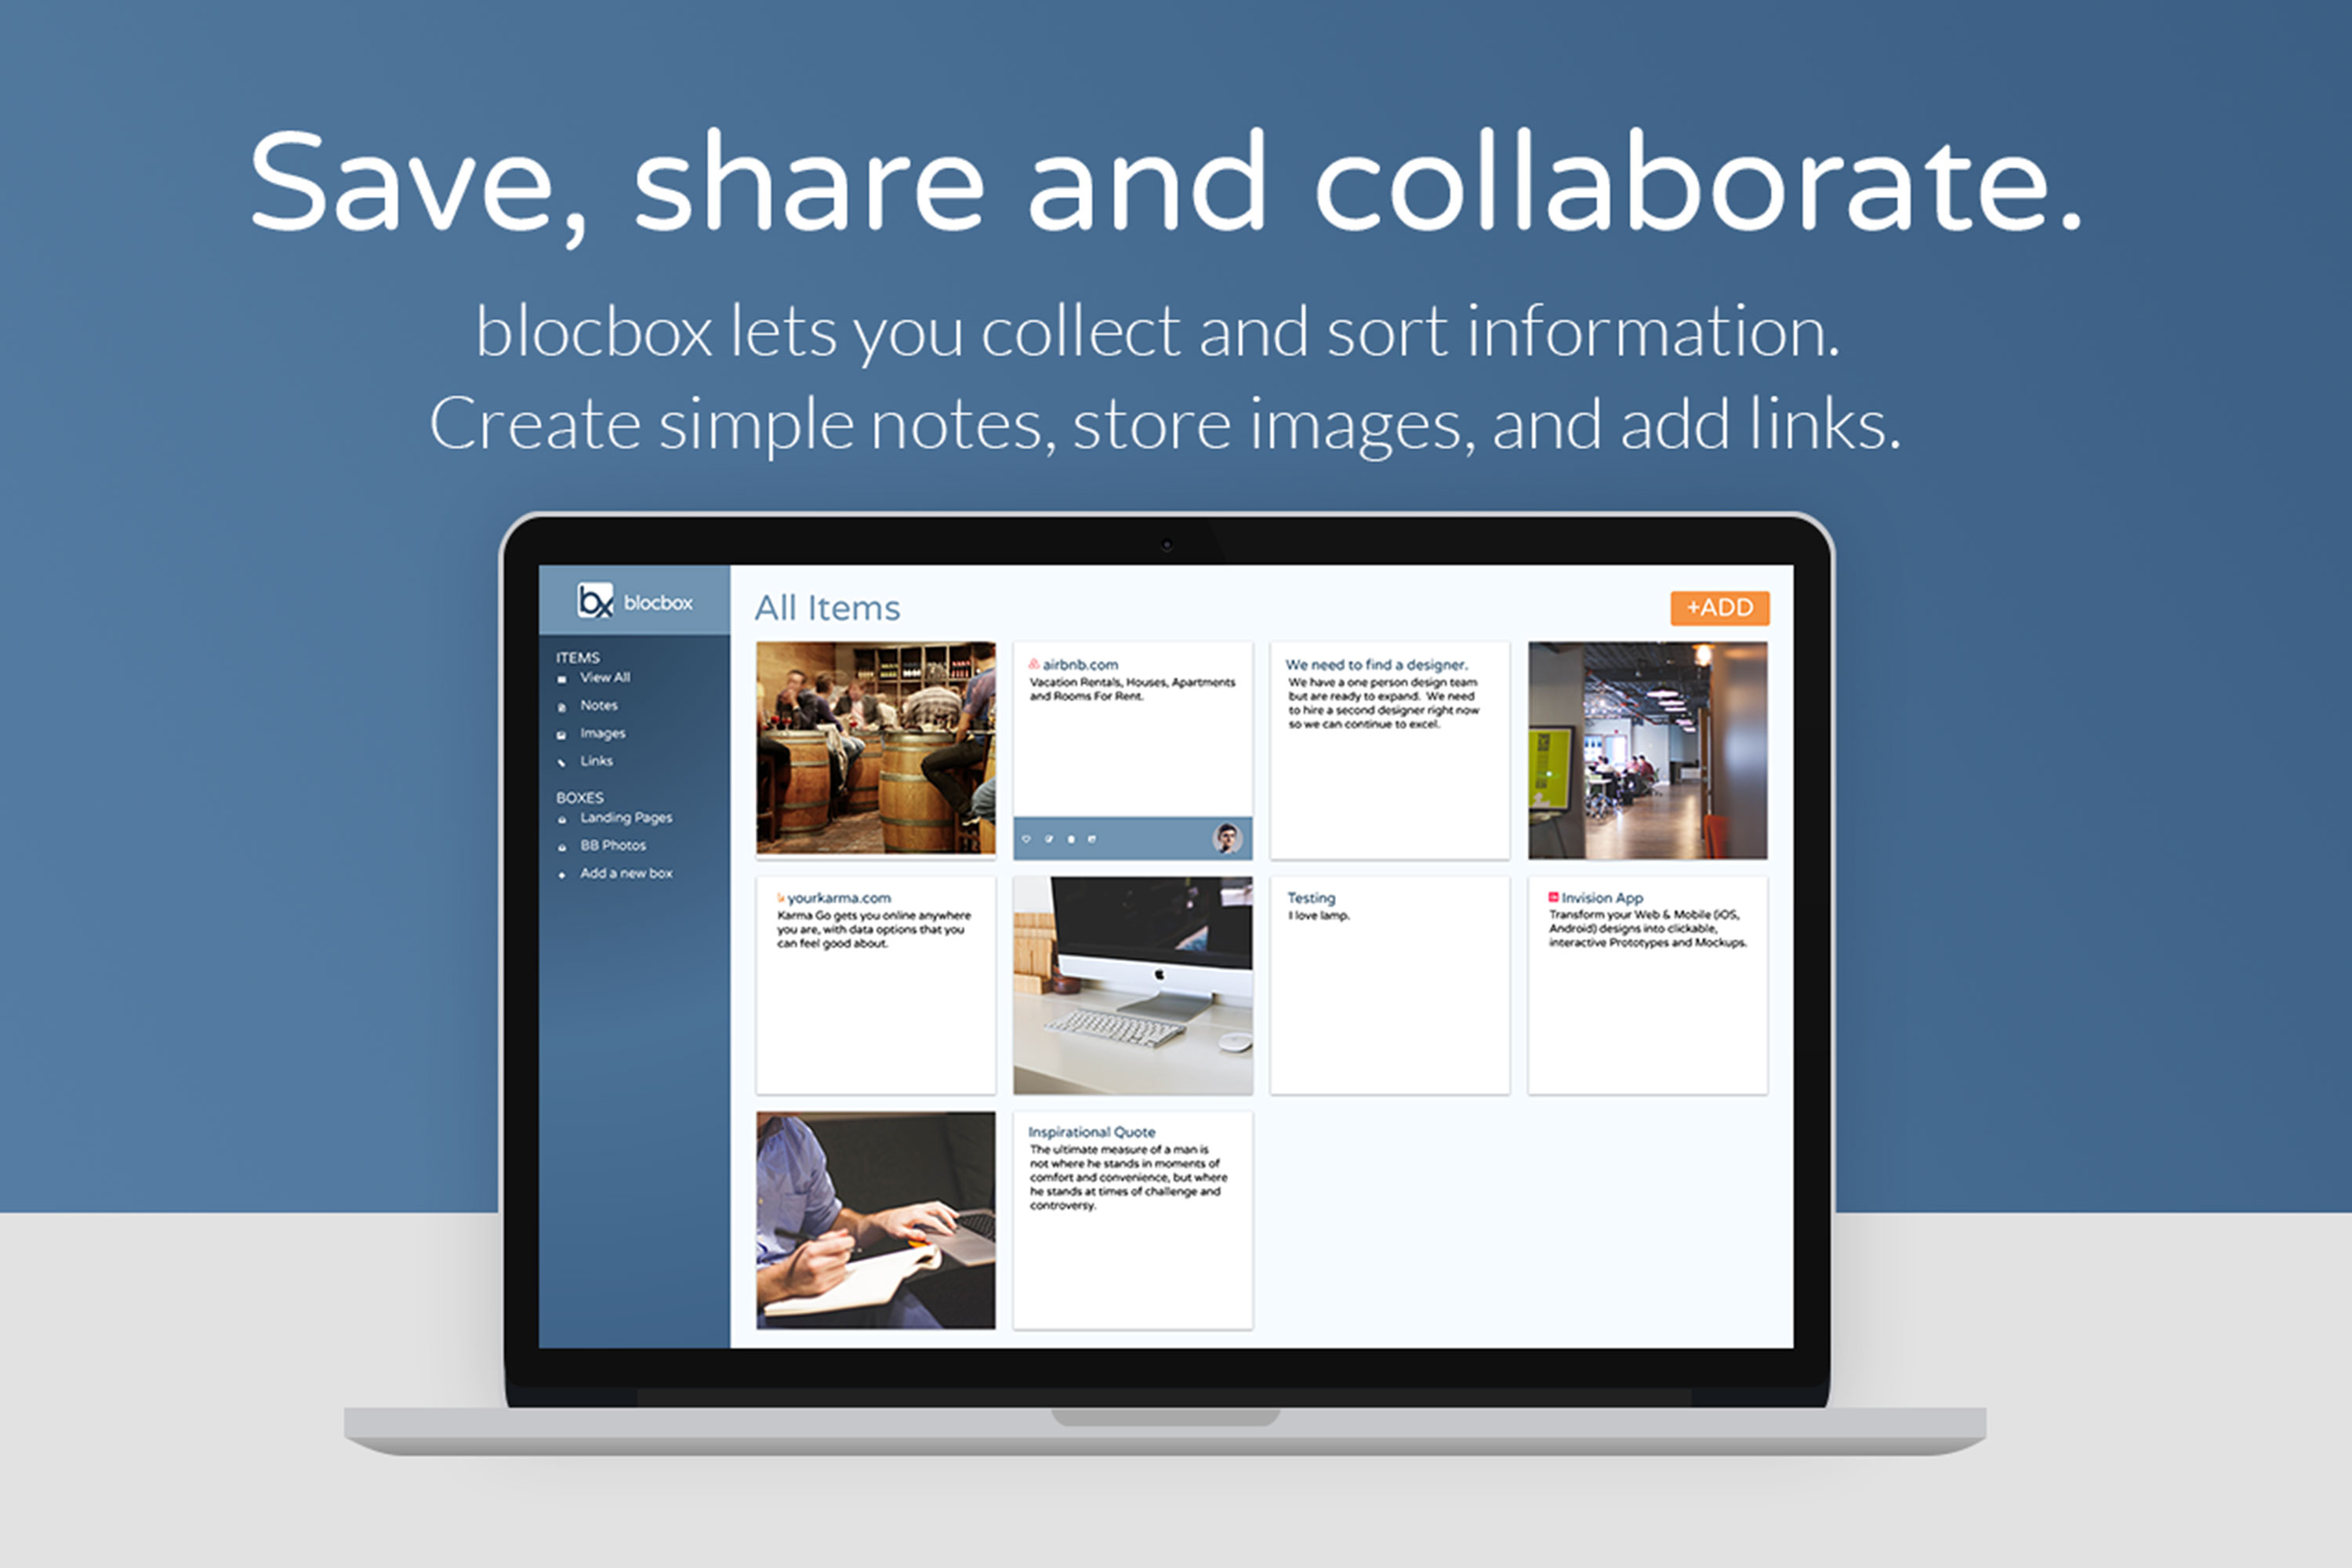 Save, share and collaborate.
blocbox lets you collect and sort information.
Create simple notes, store images, and add links.
bx blocbox
ITEMS
View All
Notes
Images
Links
BOXES
Landing Pages
BB Photos
Add a new box
All Items
+ADD
airbnb.com
Vacation Rentals, Houses, Apartments
and Rooms For Rent.
We need to find a designer.
We have a one person design team
but are ready to expand. We need
to hire a second designer right now
so we can continue to excel.
yourkarma.com
Karma Go gets you online anywhere
you are, with data options that you
can feel good about.
Testing
I love lamp.
Invision App
Transform your Web & Mobile (iOS,
Android) designs into clickable,
interactive Prototypes and Mockups.
Inspirational Quote
The ultimate measure of a man is
not where he stands in moments of
comfort and convenience, but where
he stands at times of challenge and
controversy.